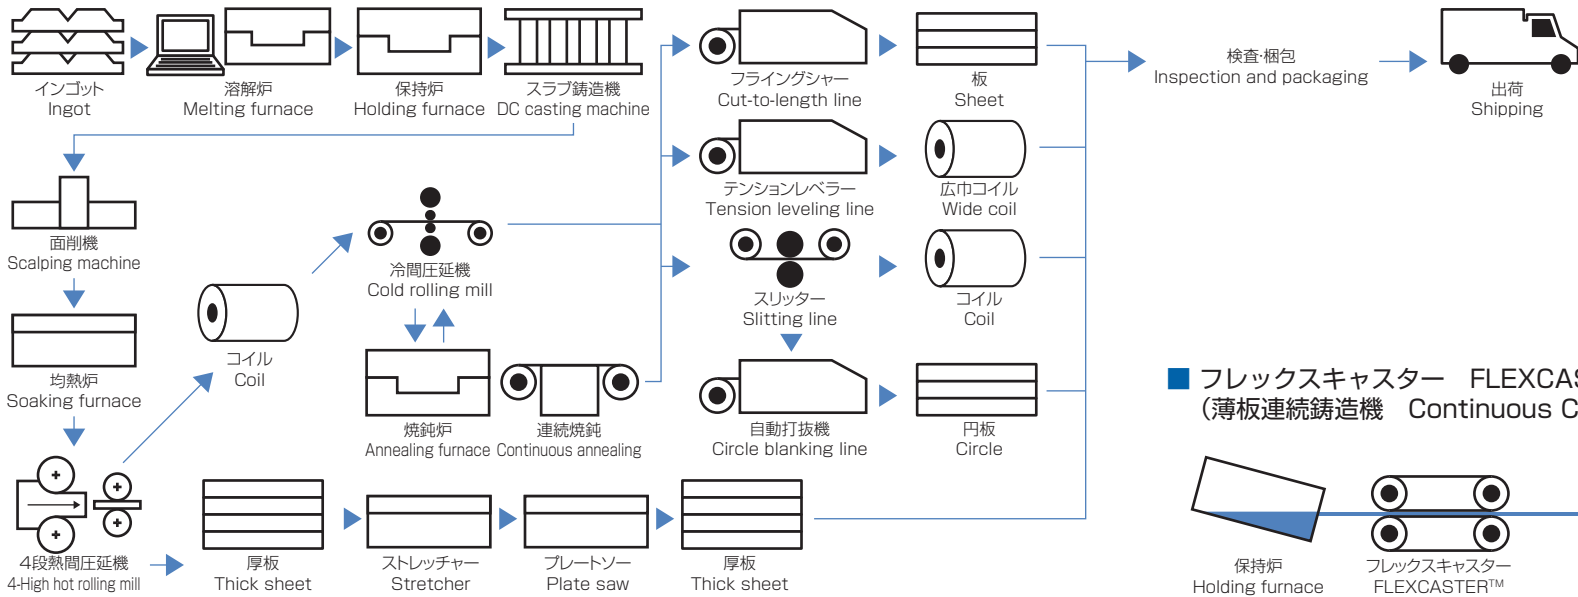 インゴット
Ingot
溶解炉
Melting furnace
保持炉
Holding furnace
スラブ鋳造機
DC casting machine
面削機
Scalping machine
均熱炉
Soaking furnace
4段熱間圧延機
4-High hot rolling mill
コイル
Coil
冷間圧延機
Cold rolling mill
焼鈍炉
Annealing furnace
連続焼鈍
Continuous annealing
フライングシャー
Cut-to-length line
板
Sheet
テンションレベラー
Tension leveling line
広巾コイル
Wide coil
スリッター
Slitting line
コイル
Coil
自動打抜機
Circle blanking line
円板
Circle
厚板
Thick sheet
ストレッチャー
Stretcher
プレートソー
Plate saw
厚板
Thick sheet
検査・梱包
Inspection and packaging
出荷
Shipping
■ フレックスキャスター FLEXCAS
（薄板連続鋳造機 Continuous C
保持炉
Holding furnace
フレックスキャスター
FLEXCASTER™